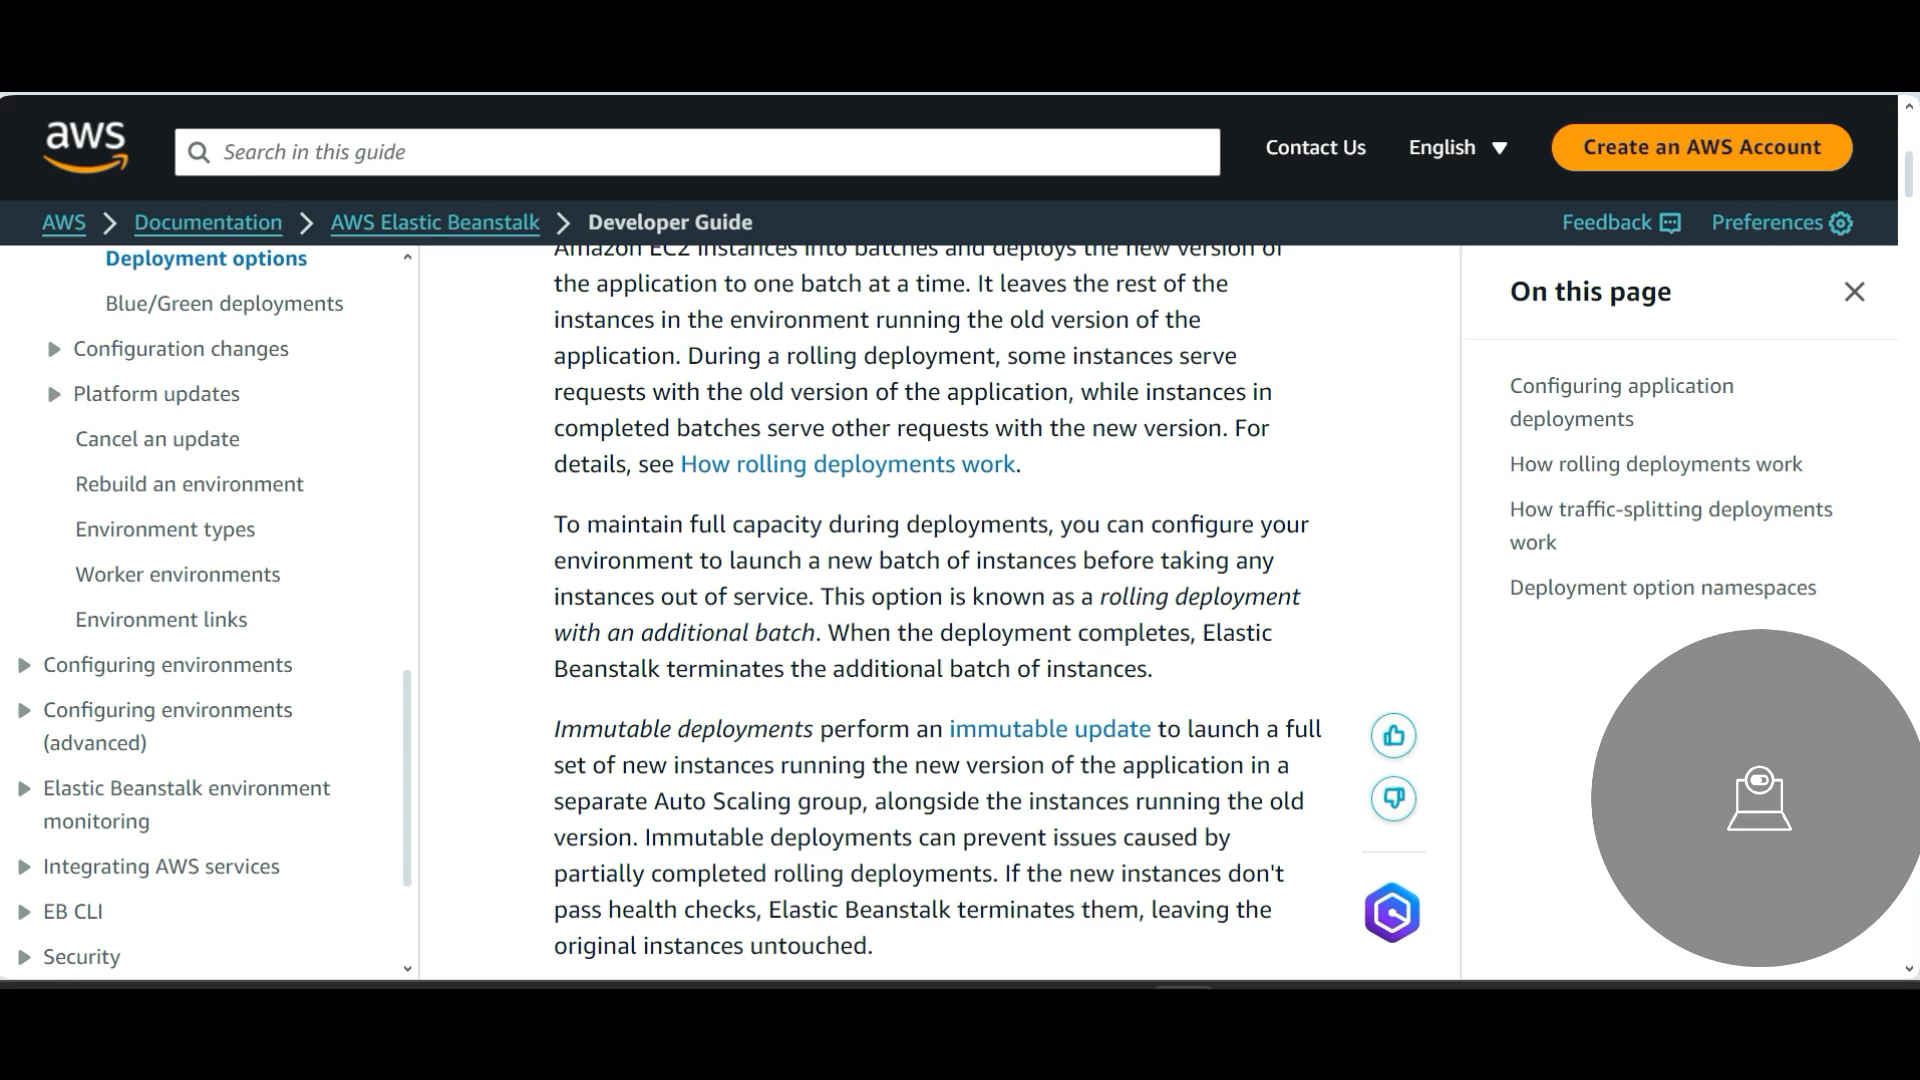 aws
Search in this guide
Contact Us
English
Create an AWS Account
AWS
Documentation
AWS Elastic Beanstalk
Developer Guide
Feedback
Preferences
Deployment options
Blue/Green deployments
Configuration changes
Platform updates
Cancel an update
Rebuild an environment
Environment types
Worker environments
Environment links
Configuring environments
Configuring environments
(advanced)
Elastic Beanstalk environment
monitoring
Integrating AWS services
EB CLI
Security
Amazon EC2 instances into batches and deploys the new version of
the application to one batch at a time. It leaves the rest of the
instances in the environment running the old version of the
application. During a rolling deployment, some instances serve
requests with the old version of the application, while instances in
completed batches serve other requests with the new version. For
details, see How rolling deployments work.
To maintain full capacity during deployments, you can configure your
environment to launch a new batch of instances before taking any
instances out of service. This option is known as a rolling deployment
with an additional batch. When the deployment completes, Elastic
Beanstalk terminates the additional batch of instances.
Immutable deployments perform an immutable update to launch a full
set of new instances running the new version of the application in a
separate Auto Scaling group, alongside the instances running the old
version. Immutable deployments can prevent issues caused by
partially completed rolling deployments. If the new instances don't
pass health checks, Elastic Beanstalk terminates them, leaving the
original instances untouched.
On this page
Configuring application
deployments
How rolling deployments work
How traffic-splitting deployments
work
Deployment option namespaces